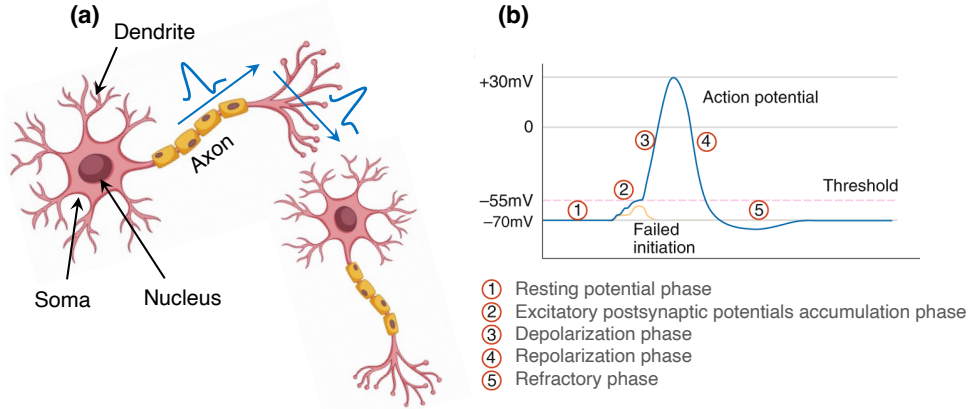 (a)
Dendrite
Axon
Soma
Nucleus
(b)
+30mV
Action potential
0
3
4
Threshold
2
−55mV
1
5
−70mV
Failed
initiation
1 Resting potential phase
2 Excitatory postsynaptic potentials accumulation phase
3 Depolarization phase
4 Repolarization phase
5 Refractory phase